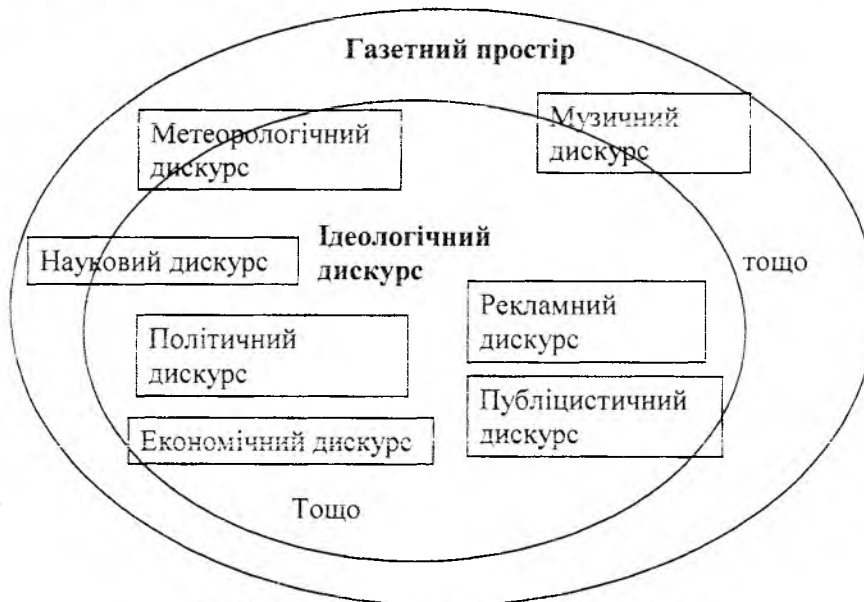 Газетний простір
Метеорологічний
дискурс
Музичний
дискурс
Науковий дискурс
Ідеологічний
дискурс
тощо
Політичний
дискурс
Рекламний
дискурс
Економічний дискурс
Публіцистичний
дискурс
Тощо